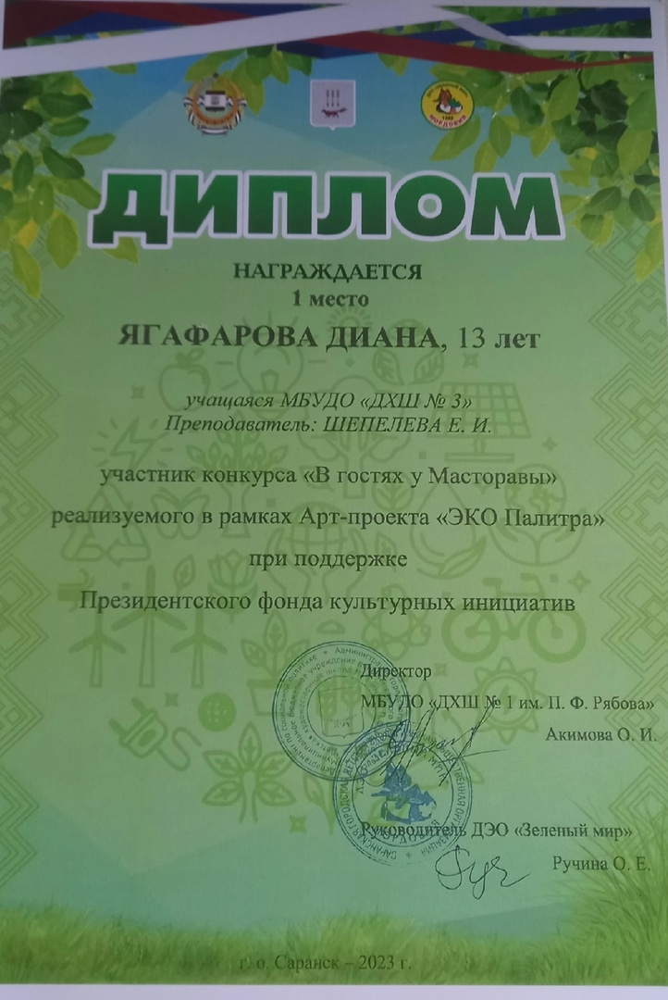 МОРДОВИЯ
ДИПЛОМ
НАГРАЖДАЕТСЯ
1 место
ЯГАФАРОВА ДИАНА, 13 лет
учащаяся МБУДО «ДХШ № 3»
Преподаватель: ШЕПЕЛЕВА Е. И.
участник конкурса «В гостях у Масторавы»
реализуемого в рамках Арт-проекта «ЭКО Палитра»
при поддержке
Президентского фонда культурных инициатив
Директор
МБУДО «ДХШ № 1 им. П. Ф. Рябова»
Акимова О. И.
Руководитель ДЭО «Зеленый мир»
Ручина О. Е.
г. о. Саранск – 2023 г.